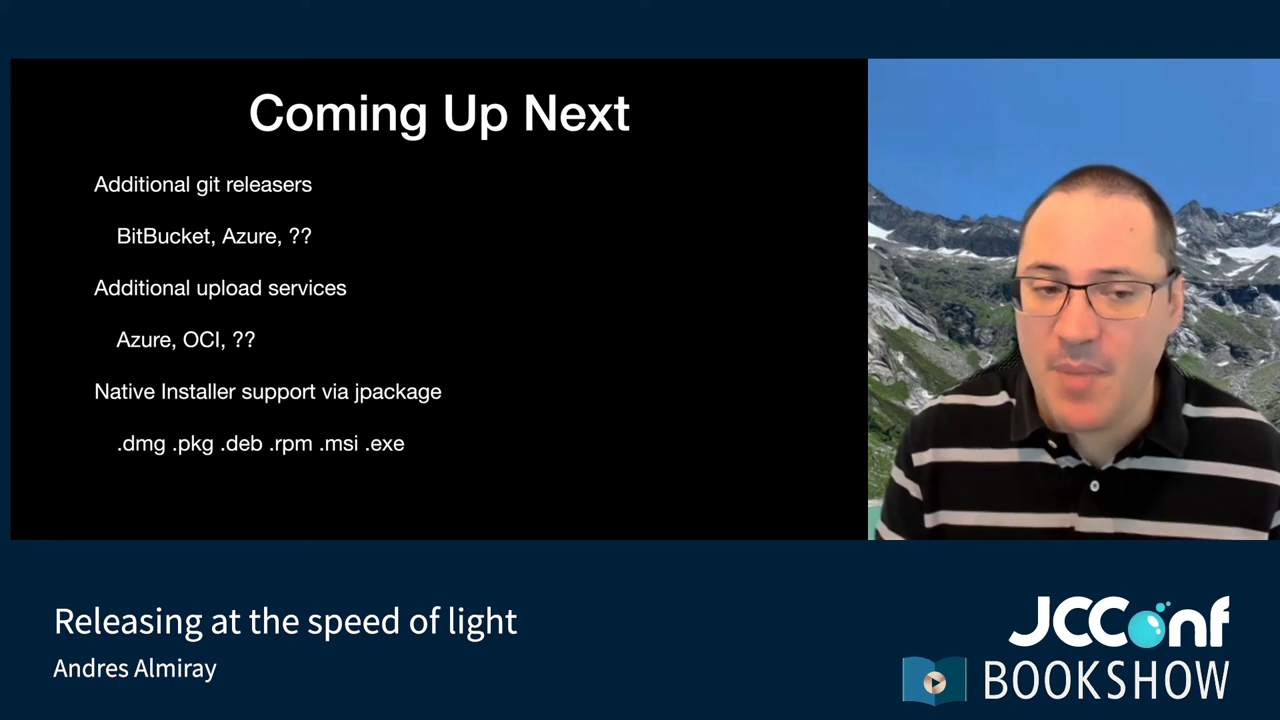 Coming Up Next
Additional git releasers
BitBucket, Azure, ??
Additional upload services
Azure, OCI, ??
Native Installer support via jpackage
.dmg .pkg .deb .rpm .msi .exe
Releasing at the speed of light
Andres Almiray
JCConf
BOOKSHOW